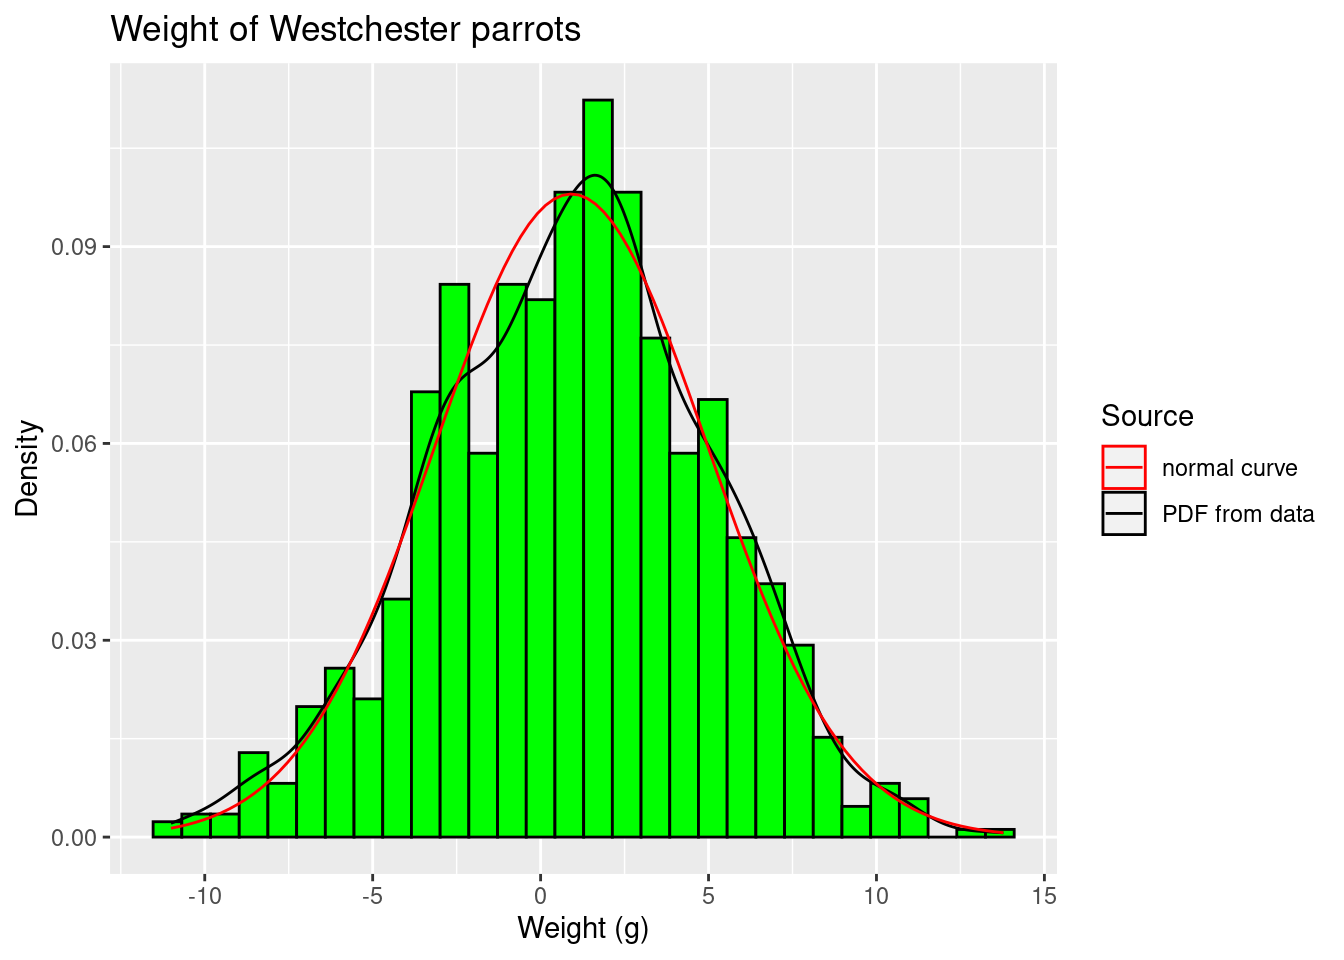 Weight of Westchester parrots
Density
0.09
0.06
0.03
0.00
-10
-5
0
5
10
15
Weight (g)
Source
normal curve
PDF from data